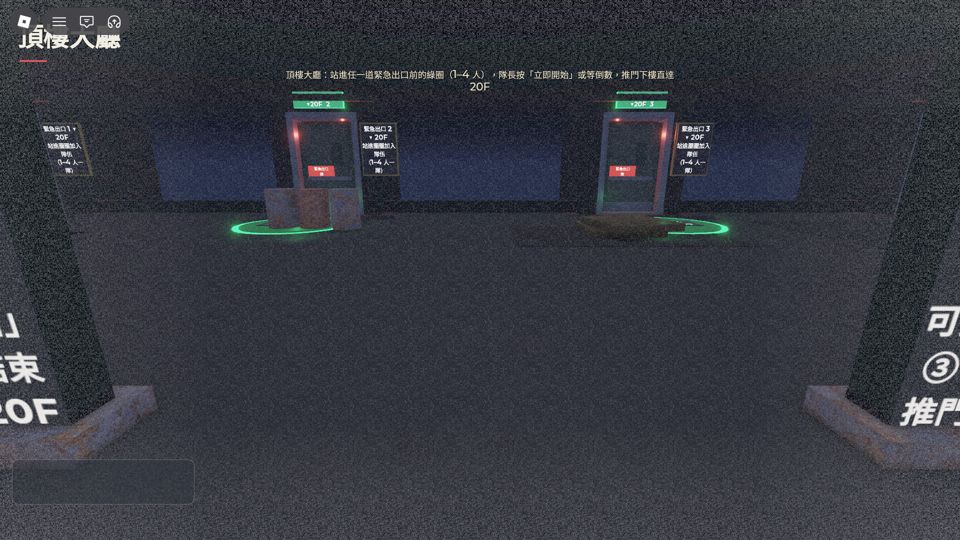 頂樓大廳
頂樓大廳：站進任一道緊急出口前的綠圈（1–4 人），隊長按「立即開始」或等倒數，推門下樓直達
20F
緊急出口 1 ▼
20F
站進圈圈加入
隊伍
（1–4 人一
隊）
▼20F 2
緊急出口 2
▼ 20F
站進圈圈加入
隊伍
（1–4 人一
隊）
▼20F 3
緊急出口 3
▼ 20F
站進圈圈加入
隊伍
（1–4 人一
隊）
」
結束
20F
可
③
推門